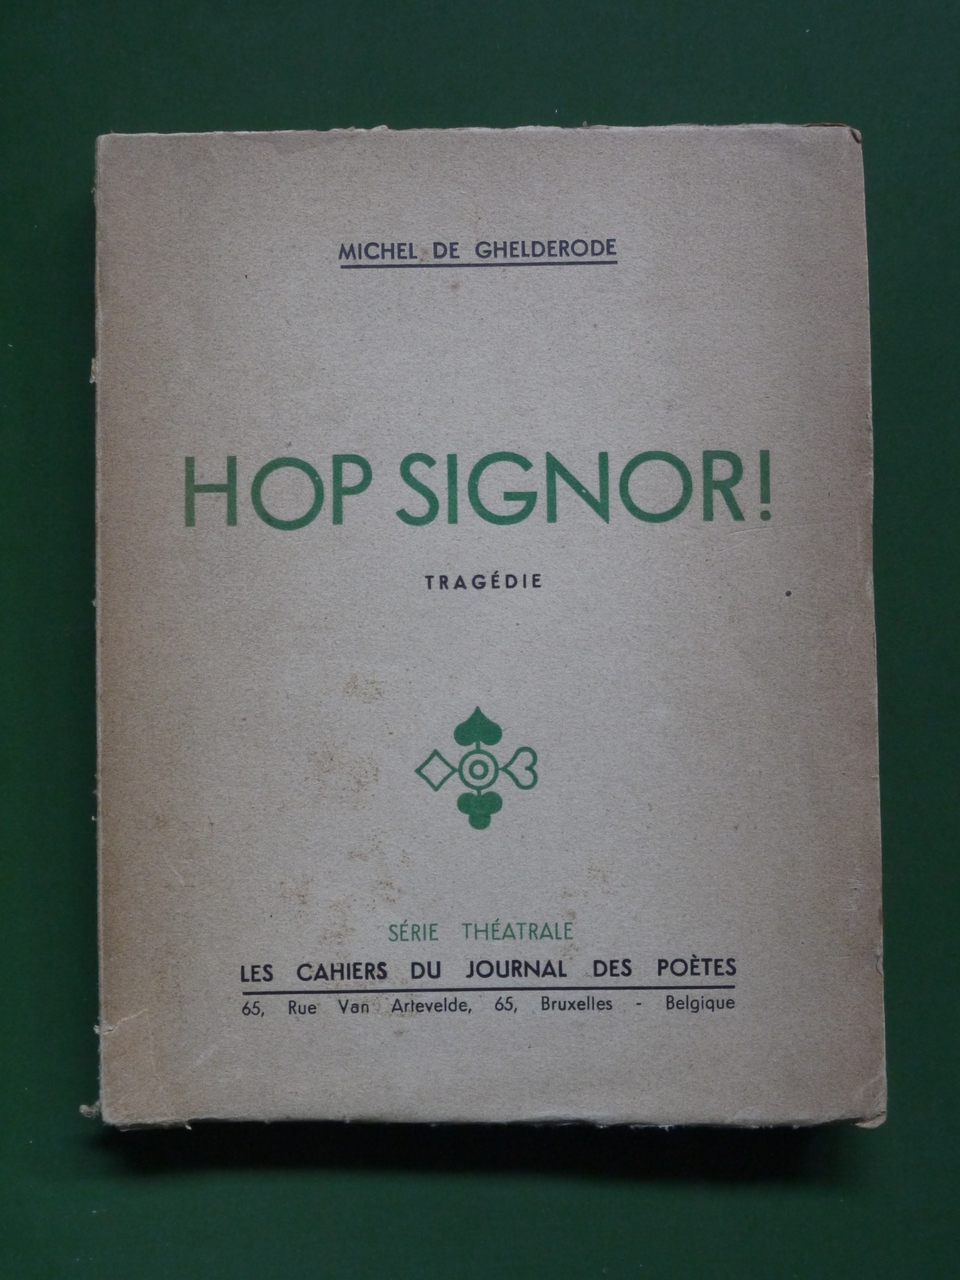 MICHEL DE GHELDERODE
HOP SIGNOR!
TRAGÉDIE
SÉRIE THÉATRALE
LES CAHIERS DU JOURNAL DES POÈTES
65, Rue Van Artevelde, 65, Bruxelles - Belgique